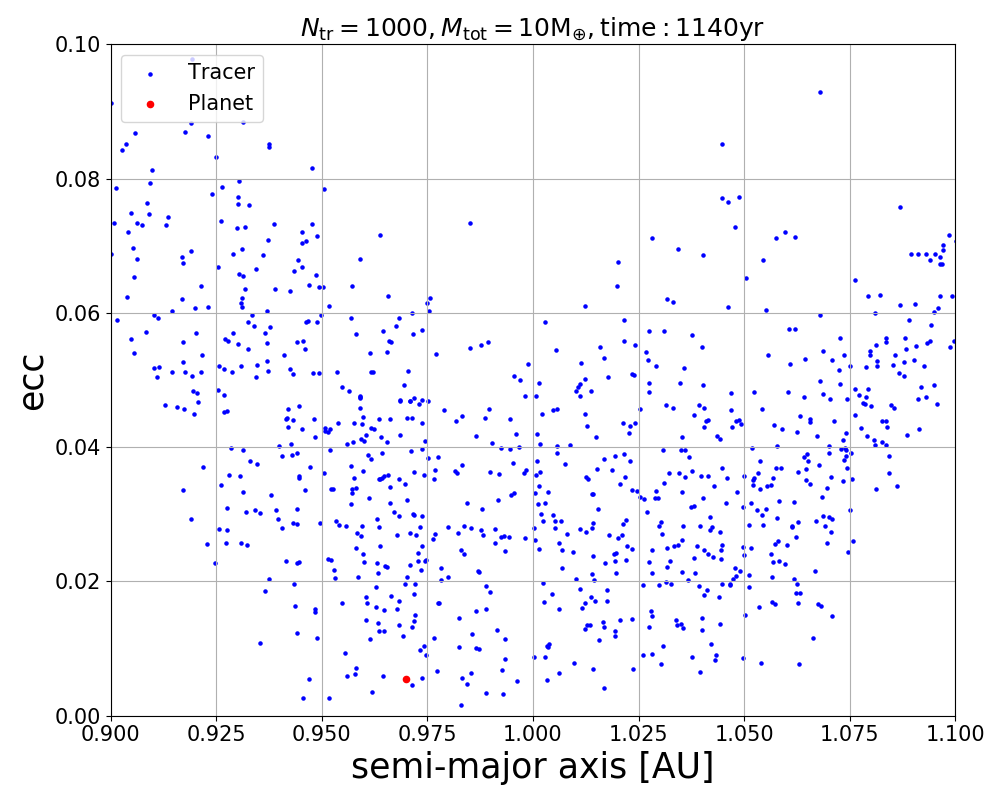 N_tr = 1000, M_tot = 10M_⊕, time : 1140yr
Tracer
Planet
ecc
0.10
0.08
0.06
0.04
0.02
0.00
0.900 0.925 0.950 0.975 1.000 1.025 1.050 1.075 1.100
semi-major axis [AU]